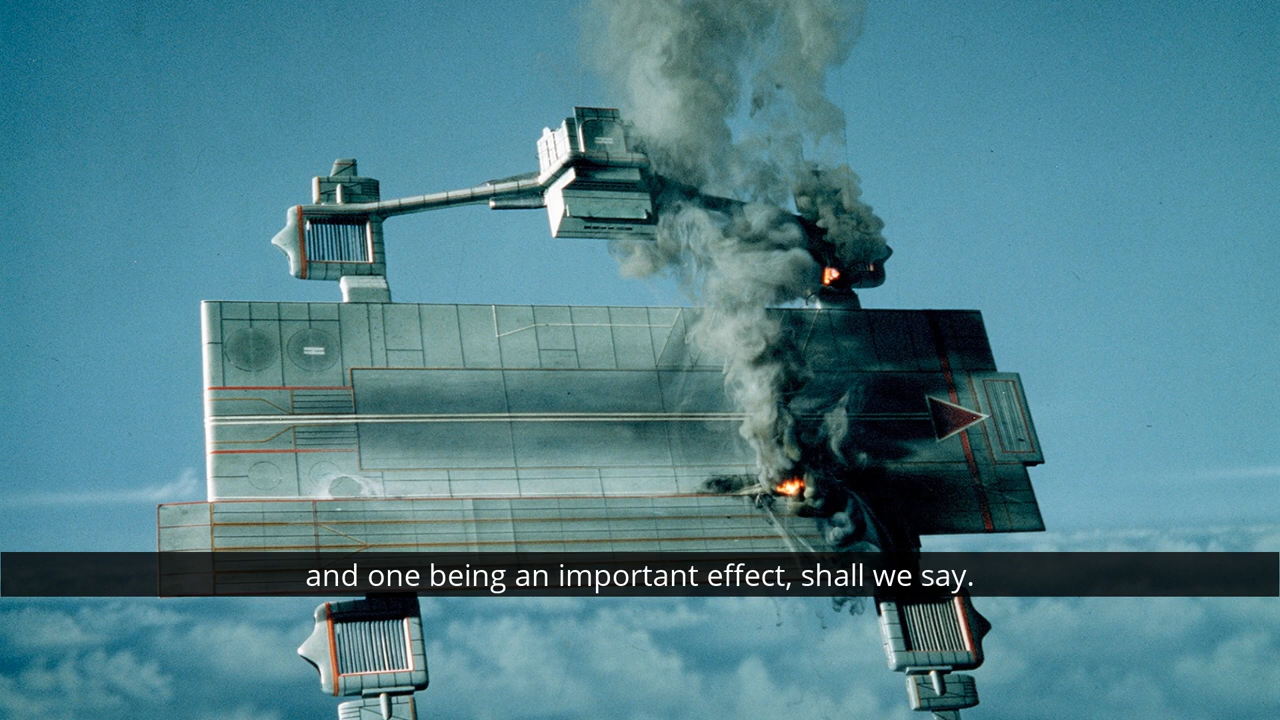 and one being an important effect, shall we say.